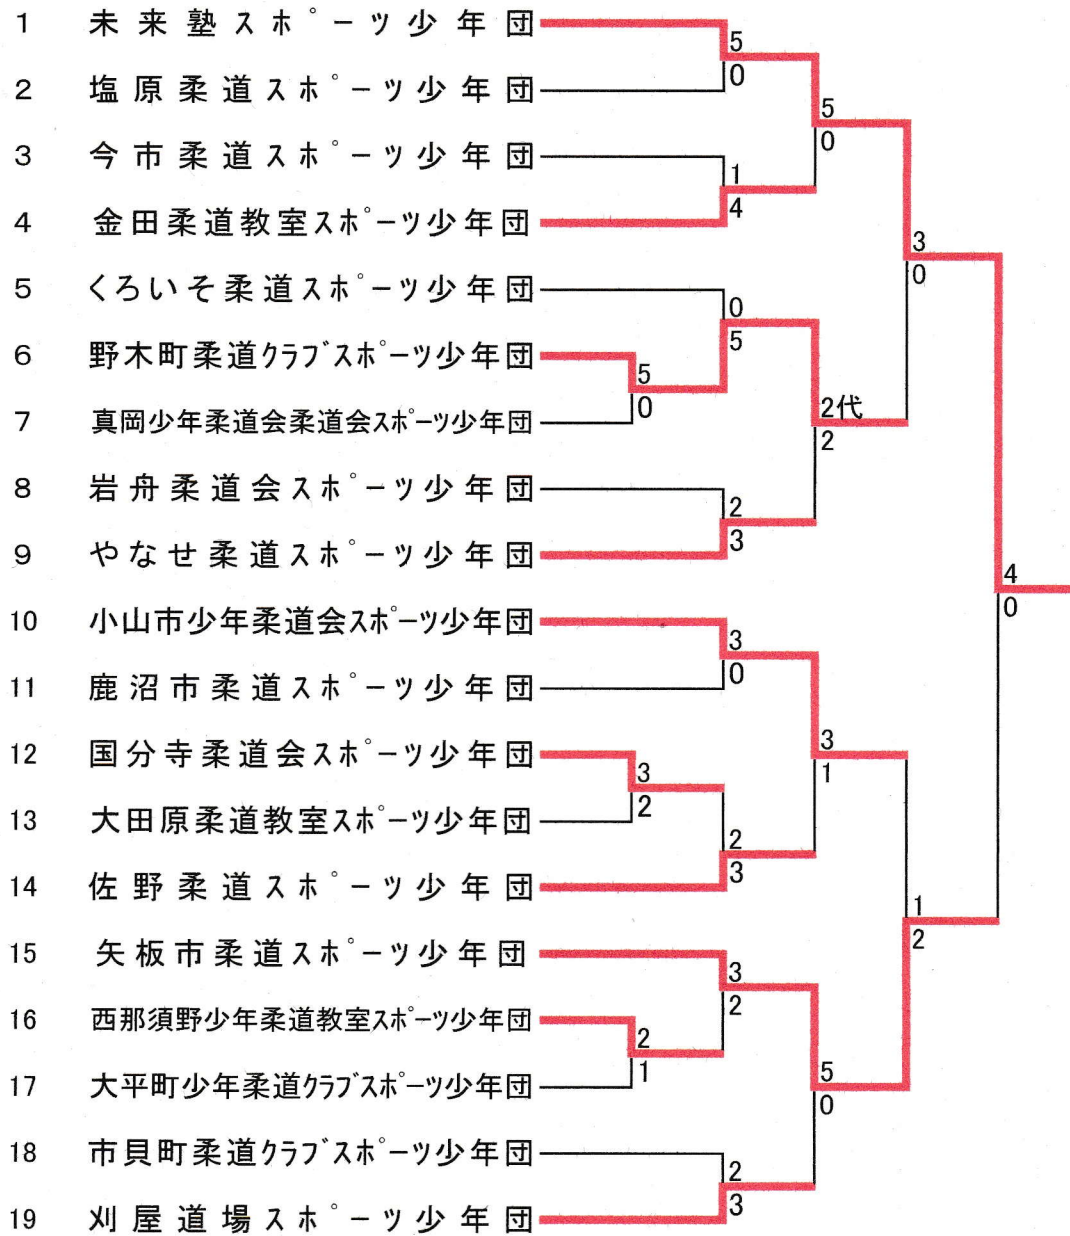 1 未来塾スポーツ少年団
5
0
2 塩原柔道スポーツ少年団
5
0
3 今市柔道スポーツ少年団
1
4
4 金田柔道教室スポーツ少年団
3
0
5 くろいそ柔道スポーツ少年団
0
5
6 野木町柔道クラブスポーツ少年団
5
0
7 真岡少年柔道会柔道会スポーツ少年団
2代
2
8 岩舟柔道会スポーツ少年団
2
3
9 やなせ柔道スポーツ少年団
4
0
10 小山市少年柔道会スポーツ少年団
3
0
11 鹿沼市柔道スポーツ少年団
3
1
12 国分寺柔道会スポーツ少年団
3
2
13 大田原柔道教室スポーツ少年団
2
3
14 佐野柔道スポーツ少年団
1
2
15 矢板市柔道スポーツ少年団
3
2
16 西那須野少年柔道教室スポーツ少年団
2
1
17 大平町少年柔道クラブスポーツ少年団
5
0
18 市貝町柔道クラブスポーツ少年団
2
3
19 刈屋道場スポーツ少年団